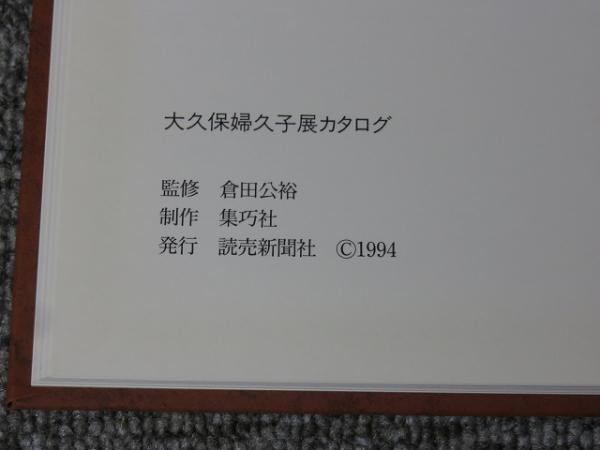 大久保婦久子展カタログ
監修　倉田公裕
制作　集巧社
発行　読売新聞社　©1994